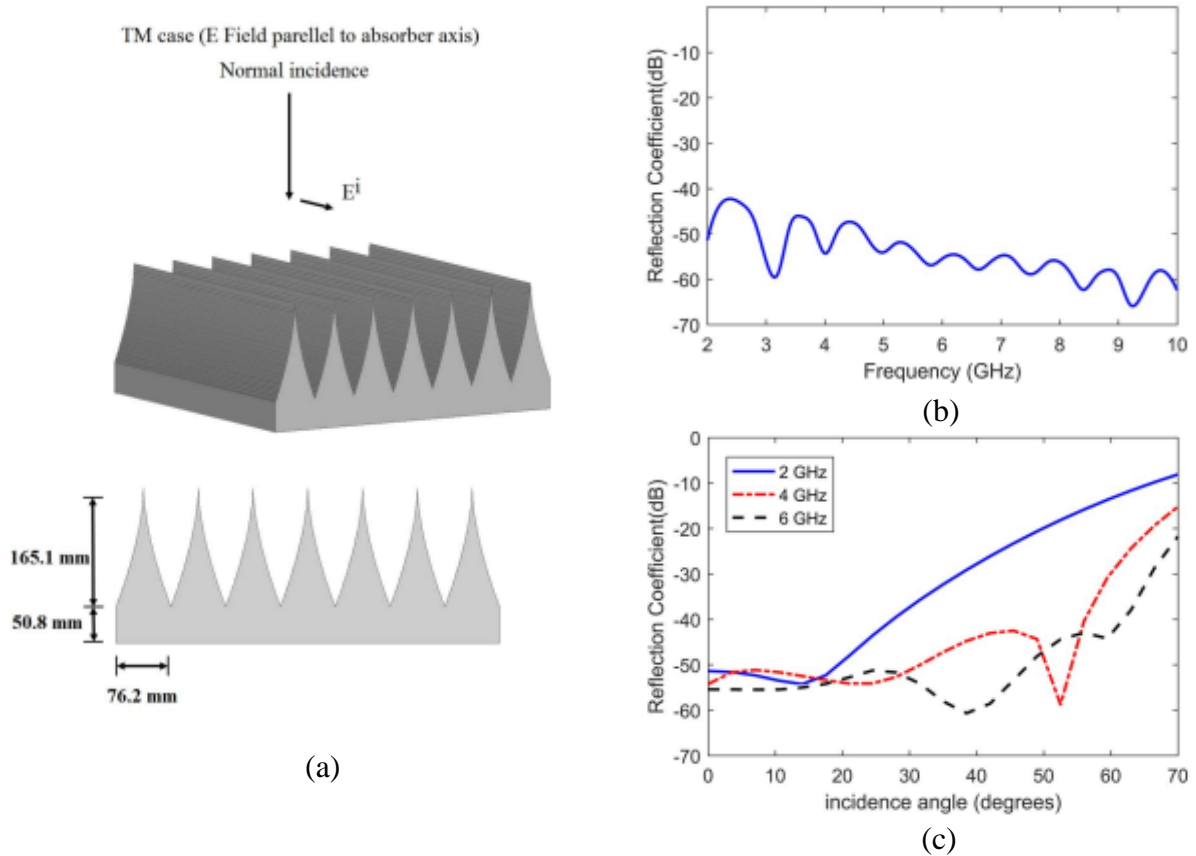 TM case (E Field parellel to absorber axis)
Normal incidence
E^i
165.1 mm
50.8 mm
76.2 mm
(a)
-10
-20
-30
-40
-50
-60
-70
Reflection Coefficient(dB)
2 3 4 5 6 7 8 9 10
Frequency (GHz)
(b)
0
-10
-20
-30
-40
-50
-60
-70
Reflection Coefficient(dB)
2 GHz
4 GHz
6 GHz
0 10 20 30 40 50 60 70
incidence angle (degrees)
(c)